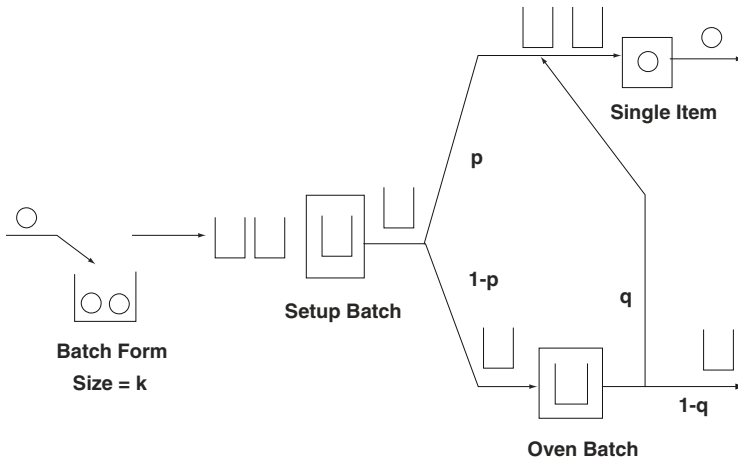 Single Item
p
1-p
Setup Batch
q
Batch Form
Size = k
1-q
Oven Batch